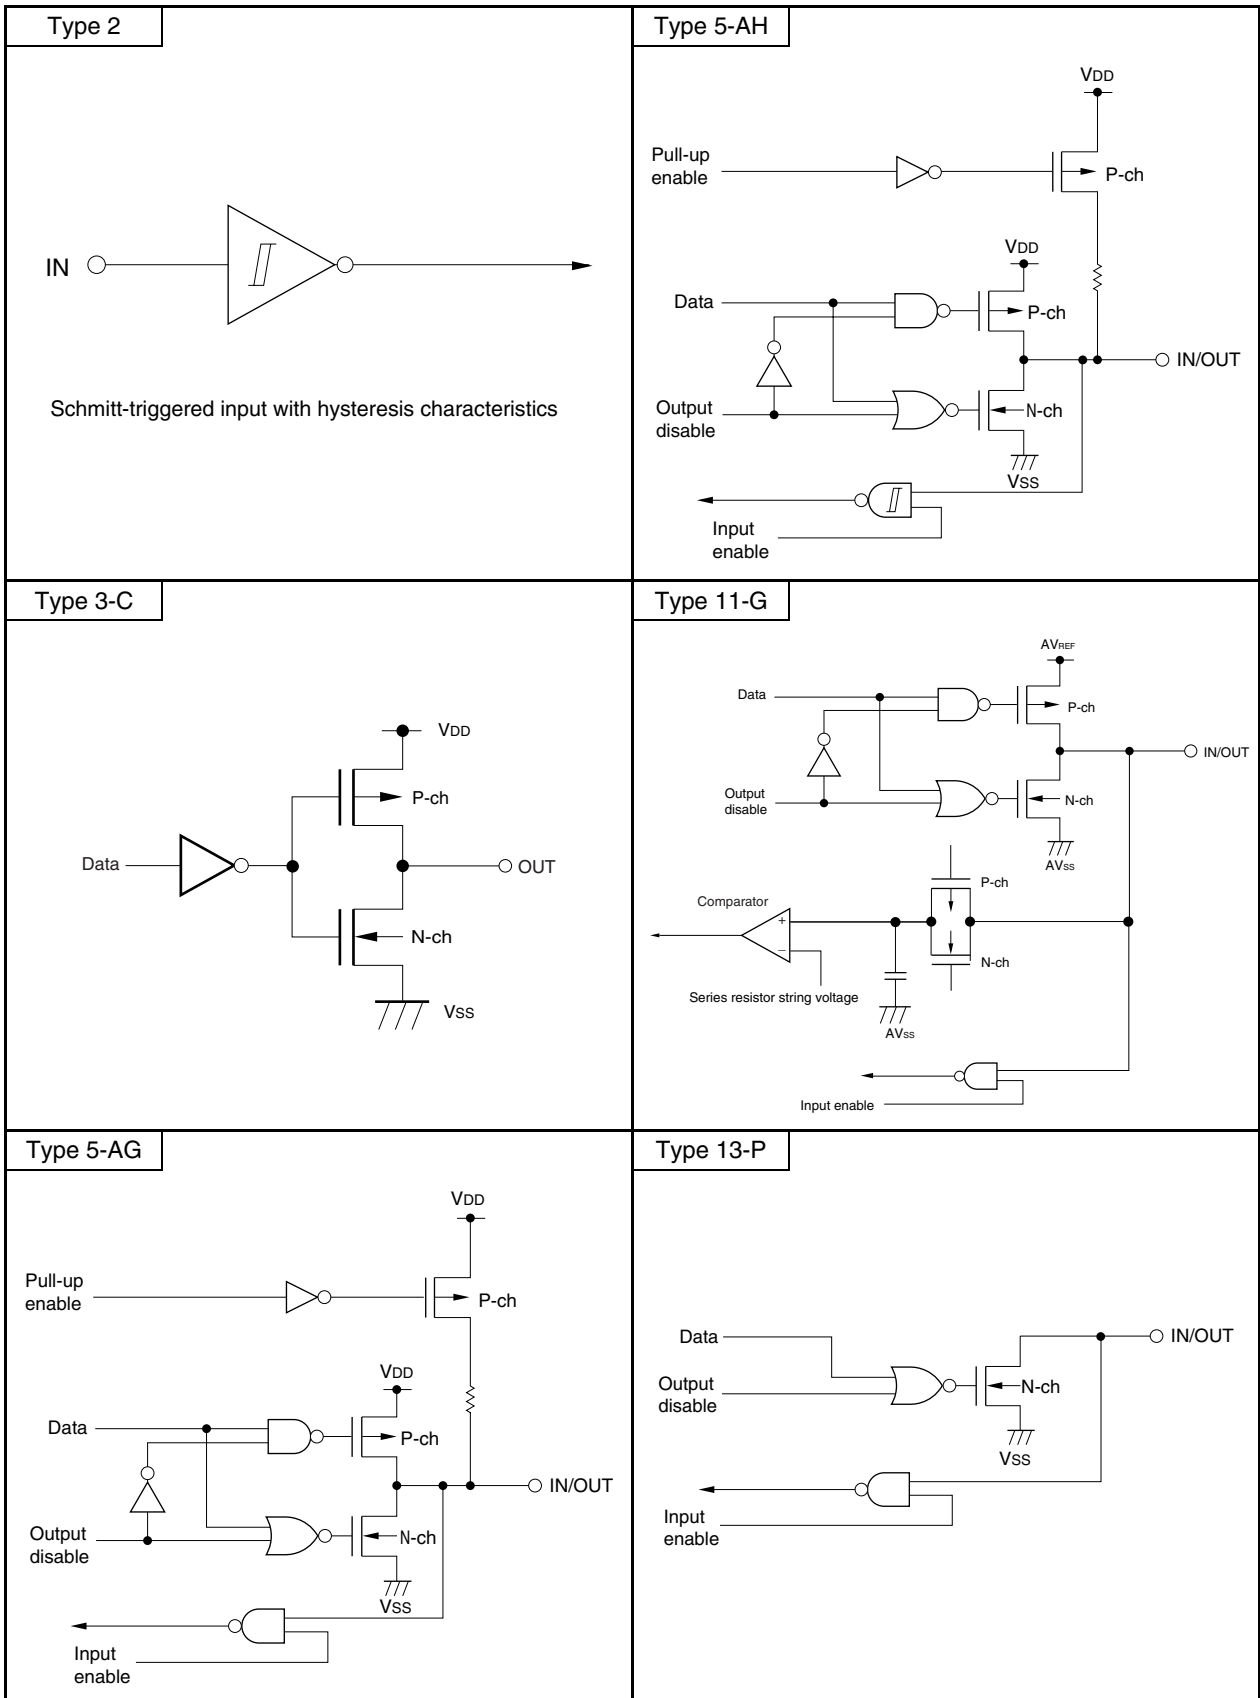 Type 2
IN
Schmitt-triggered input with hysteresis characteristics
Type 5-AH
VDD
Pull-up
enable
P-ch
VDD
Data
P-ch
IN/OUT
Output
disable
N-ch
VSS
Input
enable
Type 3-C
VDD
P-ch
Data
OUT
N-ch
VSS
Type 11-G
AVREF
Data
P-ch
IN/OUT
Output
disable
N-ch
AVSS
P-ch
Comparator
+
−
N-ch
Series resistor string voltage
AVSS
Input enable
Type 5-AG
VDD
Pull-up
enable
P-ch
VDD
Data
P-ch
IN/OUT
Output
disable
N-ch
VSS
Input
enable
Type 13-P
Data
IN/OUT
Output
disable
N-ch
VSS
Input
enable